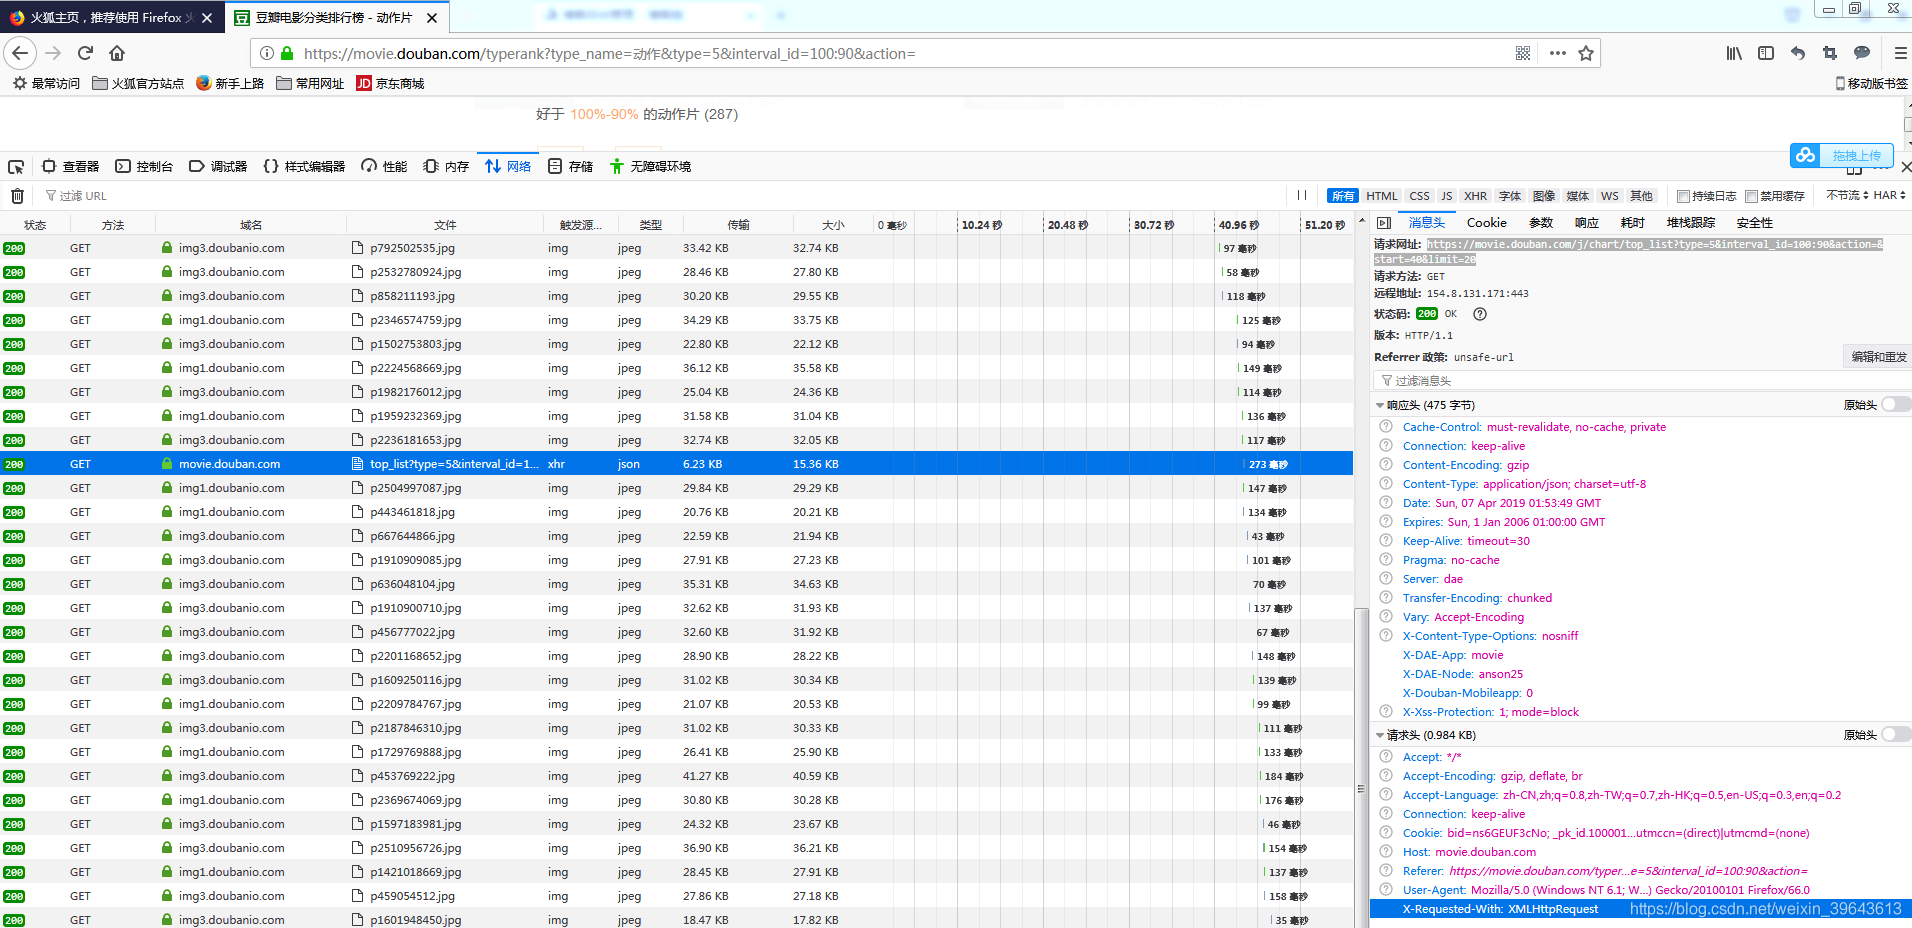 火狐主页，推荐使用 Firefox 火
豆瓣电影分类排行榜 - 动作片
https://movie.douban.com/typerank?type_name=动作&type=5&interval_id=100:90&action=
最常访问 火狐官方站点 新手上路 常用网址 JD 京东商城 移动版书签
好于 100%-90% 的动作片 (287)
拖拽上传
查看器 控制台 调试器 样式编辑器 性能 内存 网络 存储 无障碍环境
过滤 URL 所有 HTML CSS JS XHR 字体 图像 媒体 WS 其他 持续日志 禁用缓存 不节流 HAR
状态 方法 域名 文件 触发源... 类型 传输 大小 0 毫秒 10.24 秒 20.48 秒 30.72 秒 40.96 秒 51.20 秒
200 GET img3.doubanio.com p792502535.jpg img jpeg 33.42 KB 32.74 KB 97 毫秒
200 GET img3.doubanio.com p2532780924.jpg img jpeg 28.46 KB 27.80 KB 58 毫秒
200 GET img3.doubanio.com p858211193.jpg img jpeg 30.20 KB 29.55 KB 118 毫秒
200 GET img1.doubanio.com p2346574759.jpg img jpeg 34.29 KB 33.75 KB 125 毫秒
200 GET img3.doubanio.com p1502753803.jpg img jpeg 22.80 KB 22.12 KB 94 毫秒
200 GET img1.doubanio.com p2224568669.jpg img jpeg 36.12 KB 35.58 KB 149 毫秒
200 GET img3.doubanio.com p1982176012.jpg img jpeg 25.04 KB 24.36 KB 114 毫秒
200 GET img1.doubanio.com p1959232369.jpg img jpeg 31.58 KB 31.04 KB 136 毫秒
200 GET img3.doubanio.com p2236181653.jpg img jpeg 32.74 KB 32.05 KB 117 毫秒
200 GET movie.douban.com top_list?type=5&interval_id=1... xhr json 6.23 KB 15.36 KB 273 毫秒
200 GET img1.doubanio.com p2504997087.jpg img jpeg 29.84 KB 29.29 KB 147 毫秒
200 GET img1.doubanio.com p443461818.jpg img jpeg 20.76 KB 20.21 KB 134 毫秒
200 GET img3.doubanio.com p667644866.jpg img jpeg 22.59 KB 21.94 KB 43 毫秒
200 GET img3.doubanio.com p1910909085.jpg img jpeg 27.91 KB 27.23 KB 101 毫秒
200 GET img3.doubanio.com p636048104.jpg img jpeg 35.31 KB 34.63 KB 70 毫秒
200 GET img3.doubanio.com p1910900710.jpg img jpeg 32.62 KB 31.93 KB 137 毫秒
200 GET img3.doubanio.com p456777022.jpg img jpeg 32.60 KB 31.92 KB 67 毫秒
200 GET img3.doubanio.com p2201168652.jpg img jpeg 28.90 KB 28.22 KB 148 毫秒
200 GET img3.doubanio.com p1609250116.jpg img jpeg 31.02 KB 30.34 KB 139 毫秒
200 GET img1.doubanio.com p2209784767.jpg img jpeg 21.07 KB 20.53 KB 99 毫秒
200 GET img3.doubanio.com p2187846310.jpg img jpeg 31.02 KB 30.33 KB 111 毫秒
200 GET img1.doubanio.com p1729769888.jpg img jpeg 26.41 KB 25.90 KB 133 毫秒
200 GET img3.doubanio.com p453769222.jpg img jpeg 41.27 KB 40.59 KB 184 毫秒
200 GET img1.doubanio.com p2369674069.jpg img jpeg 30.80 KB 30.28 KB 176 毫秒
200 GET img3.doubanio.com p1597183981.jpg img jpeg 24.32 KB 23.67 KB 46 毫秒
200 GET img3.doubanio.com p2510956726.jpg img jpeg 36.90 KB 36.21 KB 154 毫秒
200 GET img1.doubanio.com p1421018669.jpg img jpeg 28.45 KB 27.91 KB 137 毫秒
200 GET img3.doubanio.com p459054512.jpg img jpeg 27.86 KB 27.18 KB 158 毫秒
200 GET img3.doubanio.com p1601948450.jpg img jpeg 18.47 KB 17.82 KB 35 毫秒
消息头 Cookie 参数 响应 耗时 堆栈跟踪 安全性
请求网址: https://movie.douban.com/j/chart/top_list?type=5&interval_id=100:90&action=&
start=40&limit=20
请求方法: GET
远程地址: 154.8.131.171:443
状态码: 200 OK
版本: HTTP/1.1
Referrer 政策: unsafe-url 编辑和重发
过滤消息头
响应头 (475 字节) 原始头
Cache-Control: must-revalidate, no-cache, private
Connection: keep-alive
Content-Encoding: gzip
Content-Type: application/json; charset=utf-8
Date: Sun, 07 Apr 2019 01:53:49 GMT
Expires: Sun, 1 Jan 2006 01:00:00 GMT
Keep-Alive: timeout=30
Pragma: no-cache
Server: dae
Transfer-Encoding: chunked
Vary: Accept-Encoding
X-Content-Type-Options: nosniff
X-DAE-App: movie
X-DAE-Node: anson25
X-Douban-Mobileapp: 0
X-Xss-Protection: 1; mode=block
请求头 (0.984 KB) 原始头
Accept: */*
Accept-Encoding: gzip, deflate, br
Accept-Language: zh-CN,zh;q=0.8,zh-TW;q=0.7,zh-HK;q=0.5,en-US;q=0.3,en;q=0.2
Connection: keep-alive
Cookie: bid=ns6GEUF3cNo; _pk_id.100001...utmccn=(direct)|utmcmd=(none)
Host: movie.douban.com
Referer: https://movie.douban.com/typer...e=5&interval_id=100:90&action=
User-Agent: Mozilla/5.0 (Windows NT 6.1; W...) Gecko/20100101 Firefox/66.0
X-Requested-With: XMLHttpRequest
https://blog.csdn.net/weixin_39643613